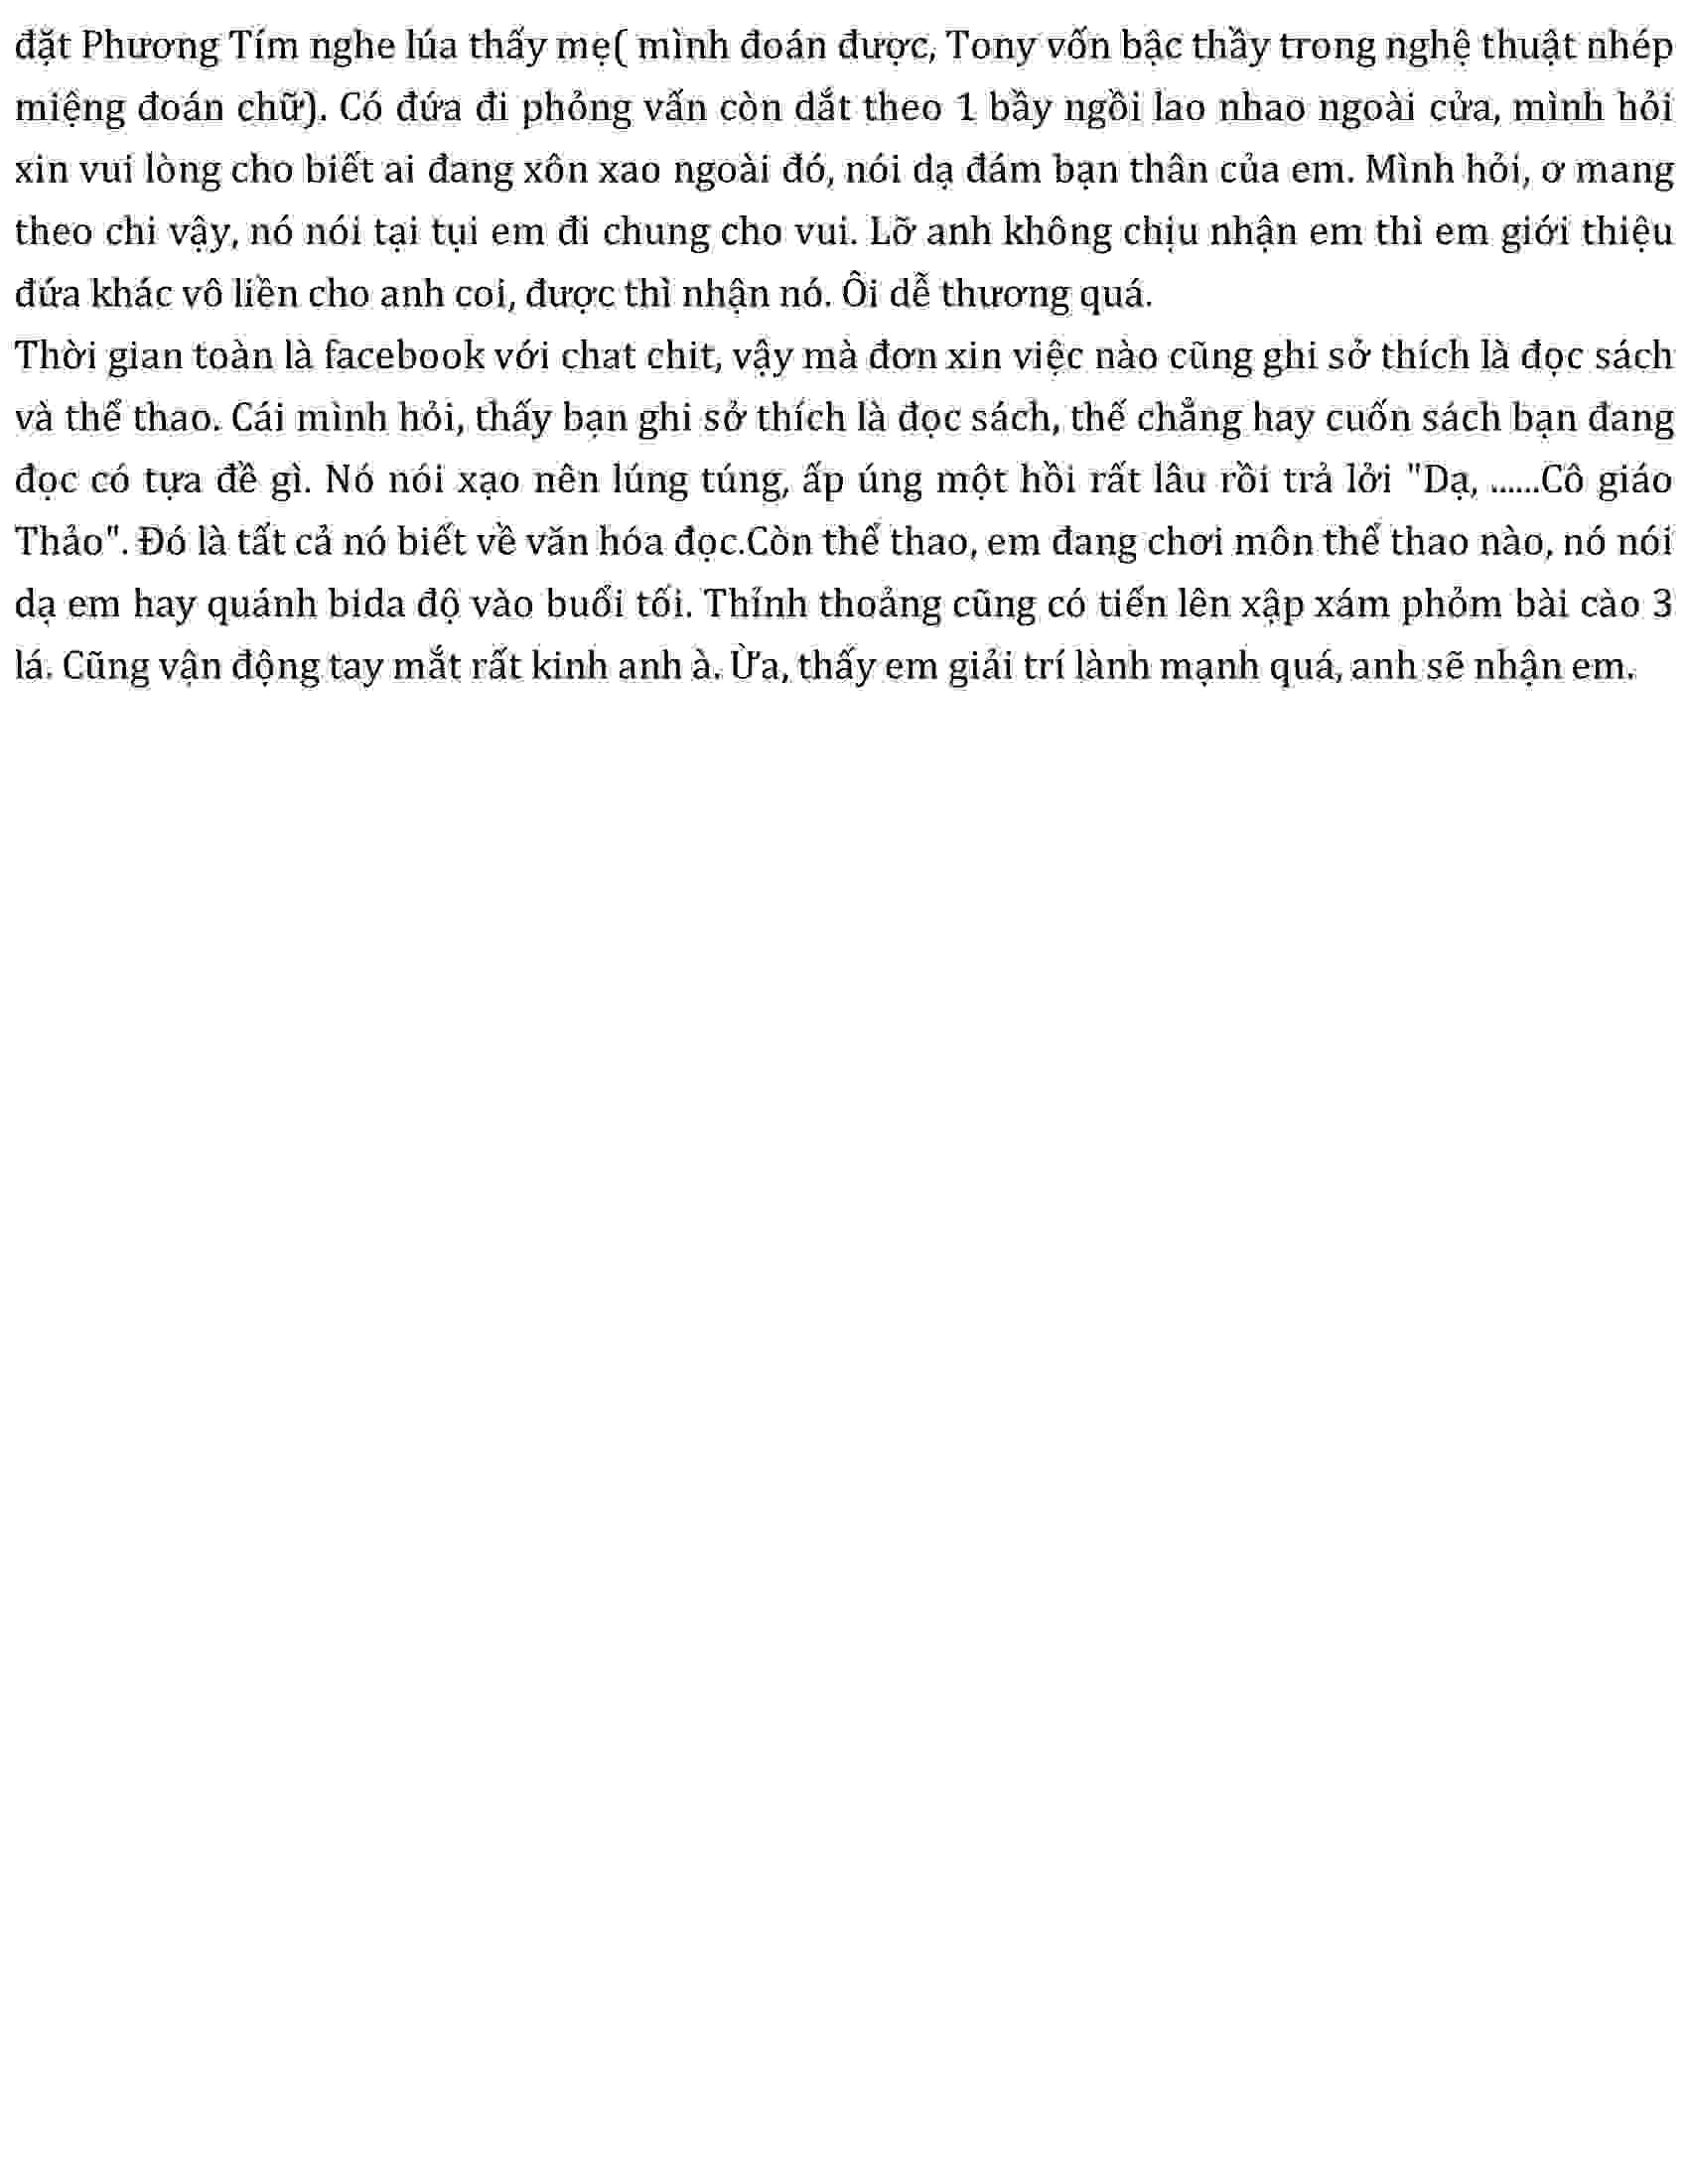 đặt Phương Tím nghe lúa thấy mẹ( mình đoán được, Tony vốn bậc thầy trong nghệ thuật nhép
miệng đoán chữ). Có đứa đi phỏng vấn còn dắt theo 1 bầy ngồi lao nhao ngoài cửa, mình hỏi
xin vui lòng cho biết ai đang xôn xao ngoài đó, nói dạ đám bạn thân của em. Mình hỏi, ơ mang
theo chi vậy, nó nói tại tụi em đi chung cho vui. Lỡ anh không chịu nhận em thì em giới thiệu
đứa khác vô liền cho anh coi, được thì nhận nó. Ôi dễ thương quá.
Thời gian toàn là facebook với chat chit, vậy mà đơn xin việc nào cũng ghi sở thích là đọc sách
và thể thao. Cái mình hỏi, thấy bạn ghi sở thích là đọc sách, thế chẳng hay cuốn sách bạn đang
đọc có tựa đề gì. Nó nói xạo nên lúng túng, ấp úng một hồi rất lâu rồi trả lời "Dạ, ......Cô giáo
Thảo". Đó là tất cả nó biết về văn hóa đọc.Còn thể thao, em đang chơi môn thể thao nào, nó nói
dạ em hay quánh bida độ vào buổi tối. Thỉnh thoảng cũng có tiến lên xập xám phỏm bài cào 3
lá. Cũng vận động tay mắt rất kinh anh à. Ừa, thấy em giải trí lành mạnh quá, anh sẽ nhận em.